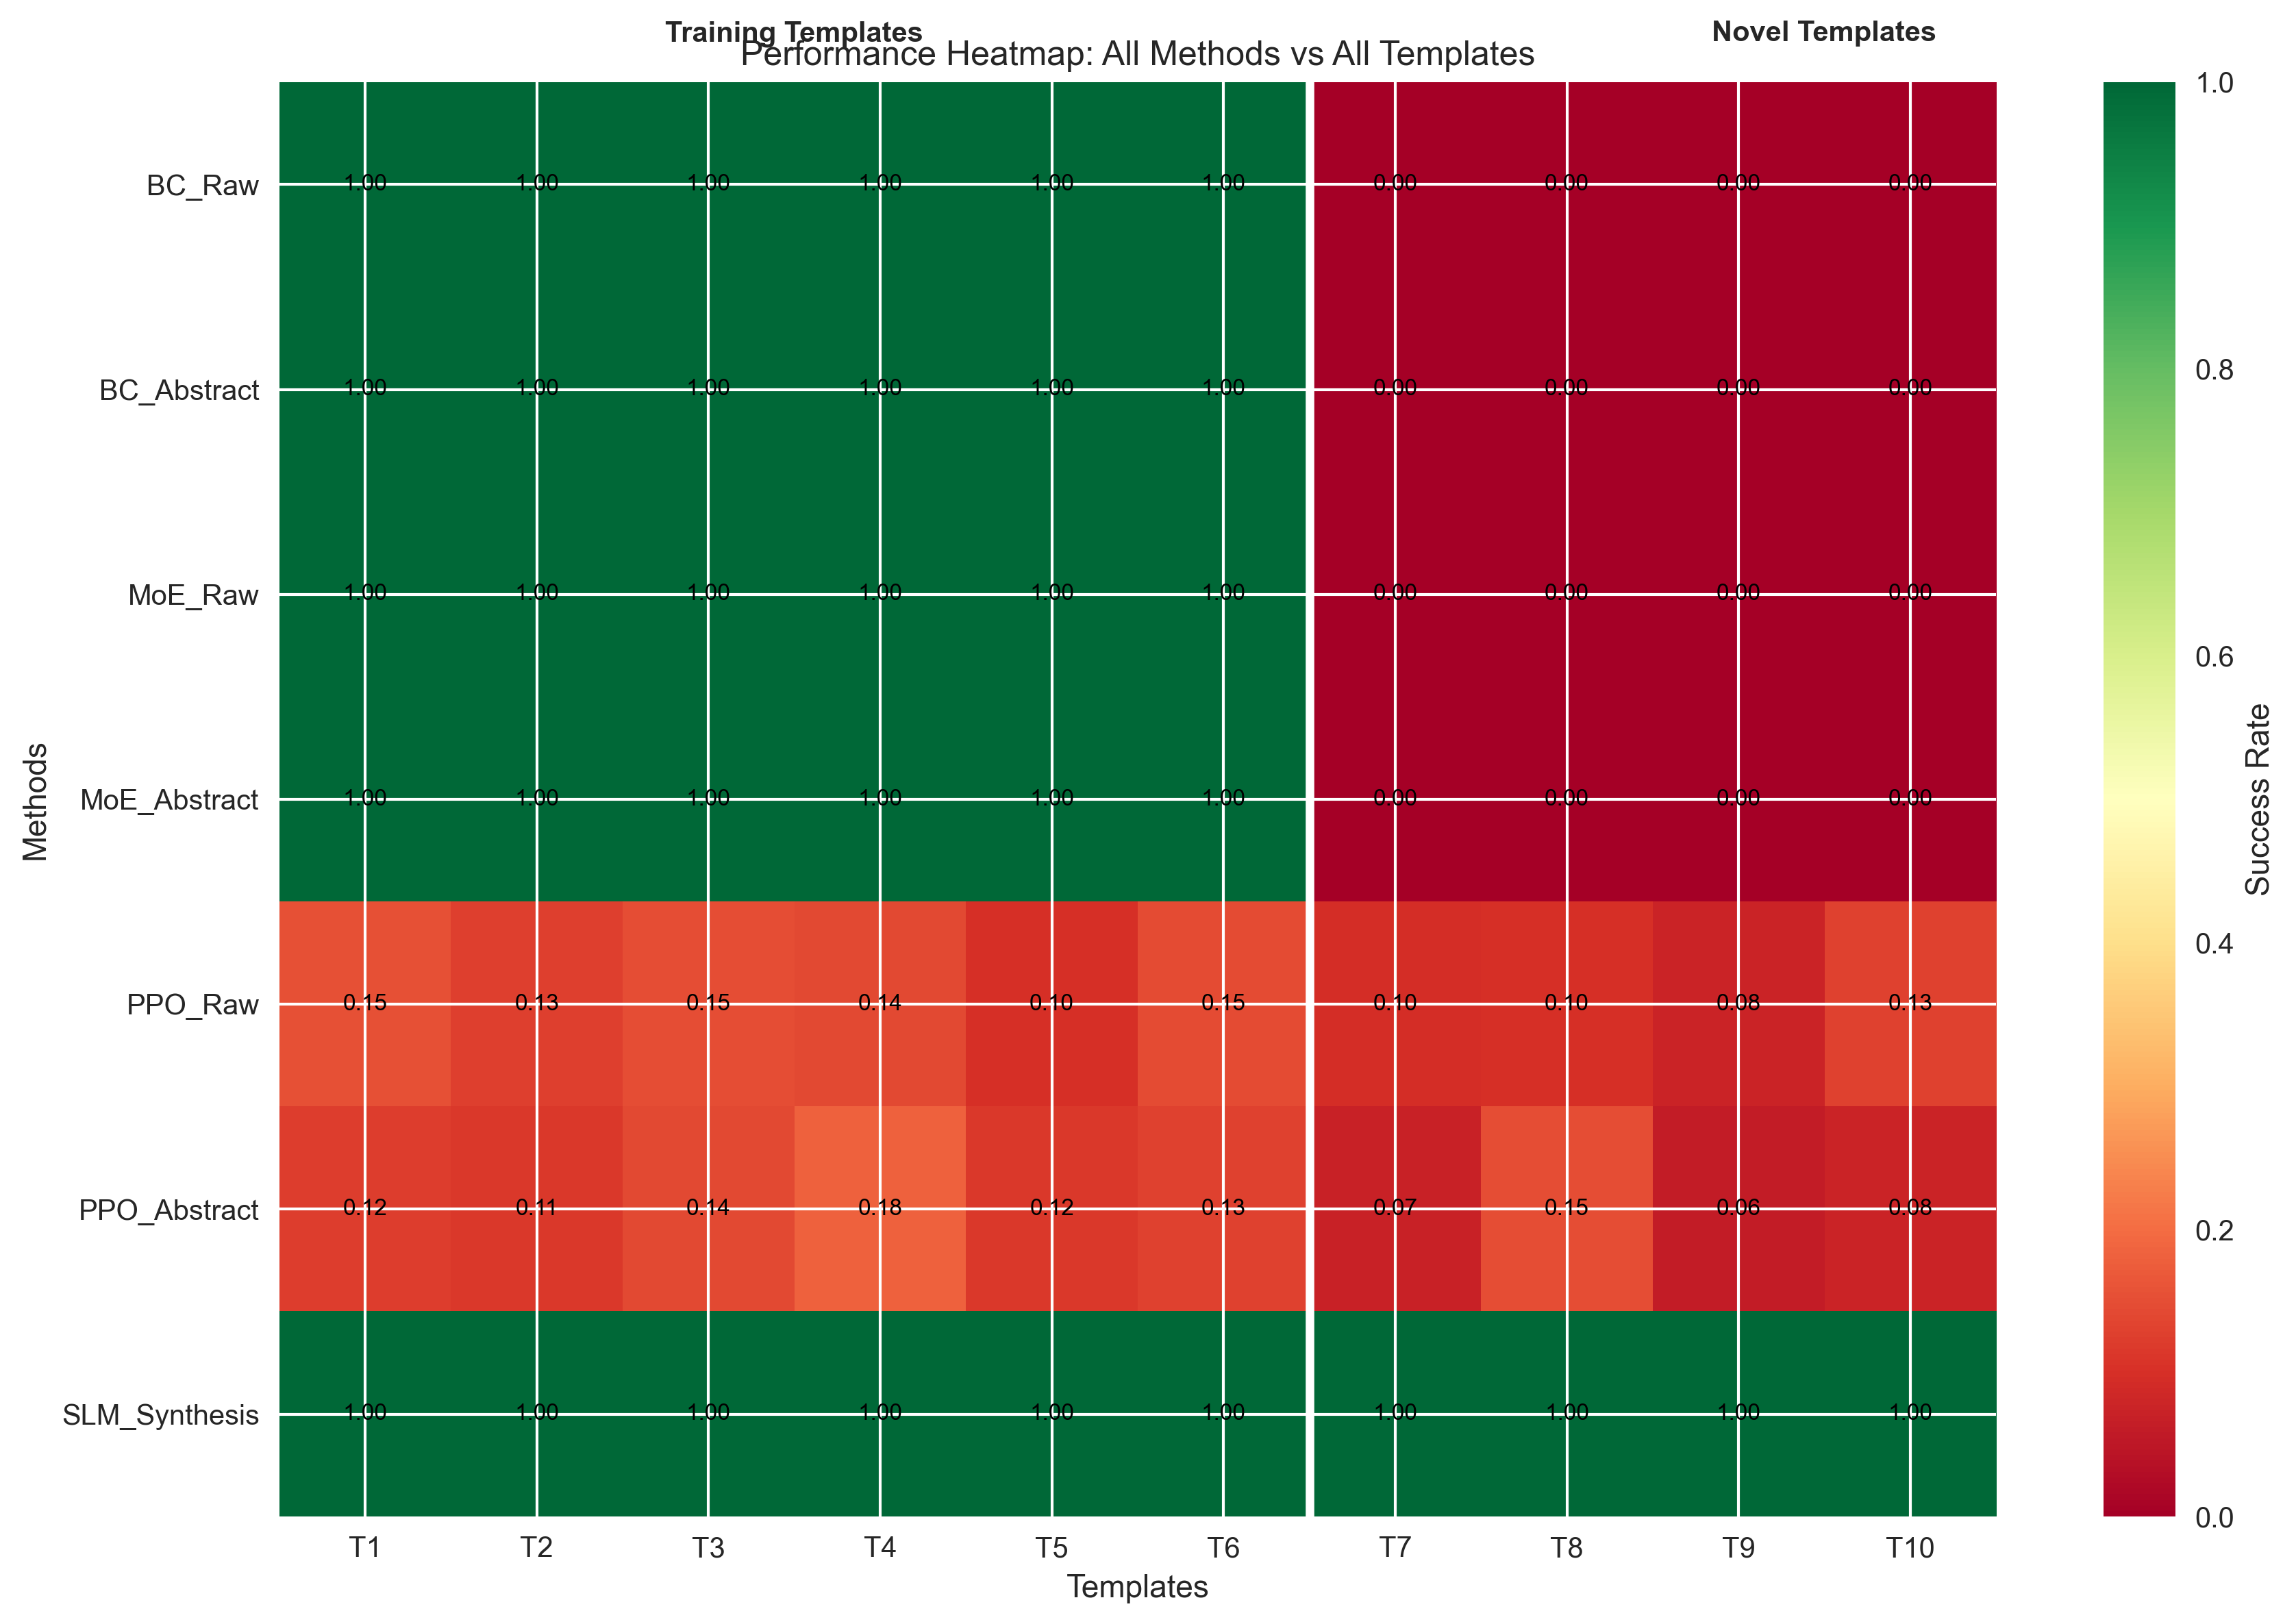 Training Templates
Novel Templates
Performance Heatmap: All Methods vs All Templates
Methods
BC_Raw 1.00 1.00 1.00 1.00 1.00 1.00 0.00 0.00 0.00 0.00
BC_Abstract 1.00 1.00 1.00 1.00 1.00 1.00 0.00 0.00 0.00 0.00
MoE_Raw 1.00 1.00 1.00 1.00 1.00 1.00 0.00 0.00 0.00 0.00
MoE_Abstract 1.00 1.00 1.00 1.00 1.00 1.00 0.00 0.00 0.00 0.00
PPO_Raw 0.15 0.13 0.15 0.14 0.10 0.15 0.10 0.10 0.08 0.13
PPO_Abstract 0.12 0.11 0.14 0.18 0.12 0.13 0.07 0.15 0.06 0.08
SLM_Synthesis 1.00 1.00 1.00 1.00 1.00 1.00 1.00 1.00 1.00 1.00
T1 T2 T3 T4 T5 T6 T7 T8 T9 T10
Templates
1.0
0.8
0.6
0.4
0.2
0.0
Success Rate